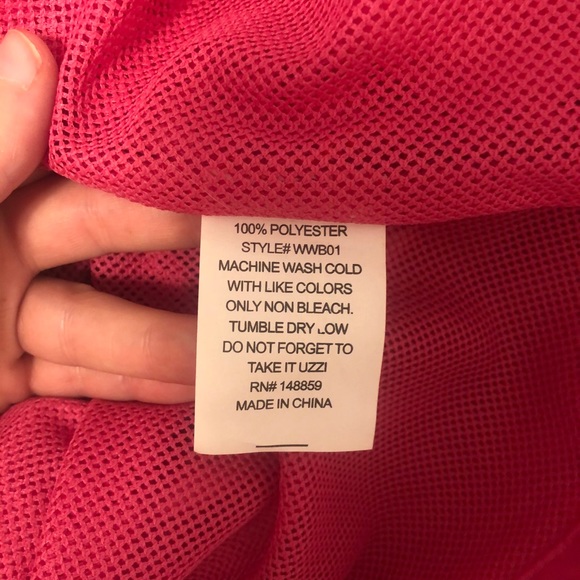 100% POLYESTER
STYLE# WWB01
MACHINE WASH COLD
WITH LIKE COLORS
ONLY NON BLEACH.
TUMBLE DRY LOW
DO NOT FORGET TO
TAKE IT UZZI
RN# 148859
MADE IN CHINA